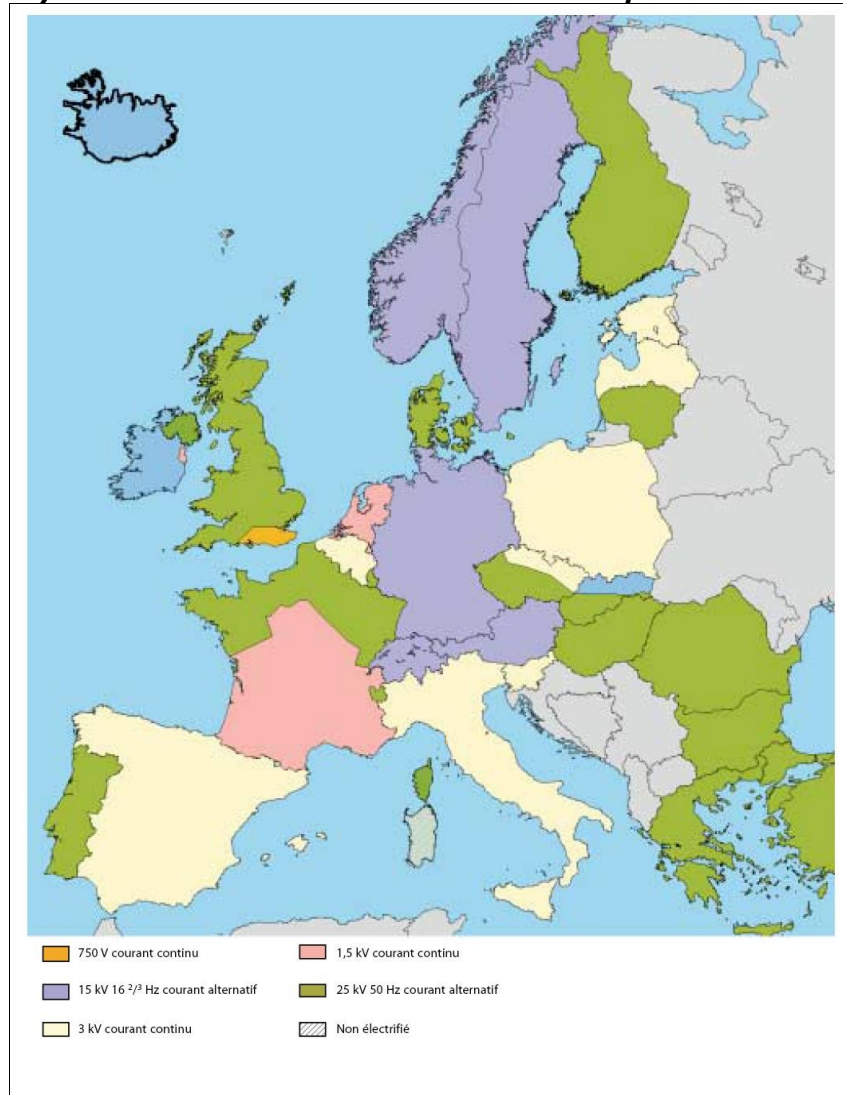 750 V courant continu
1,5 kV courant continu
15 kV 16 ²/³ Hz courant alternatif
25 kV 50 Hz courant alternatif
3 kV courant continu
Non électrifié